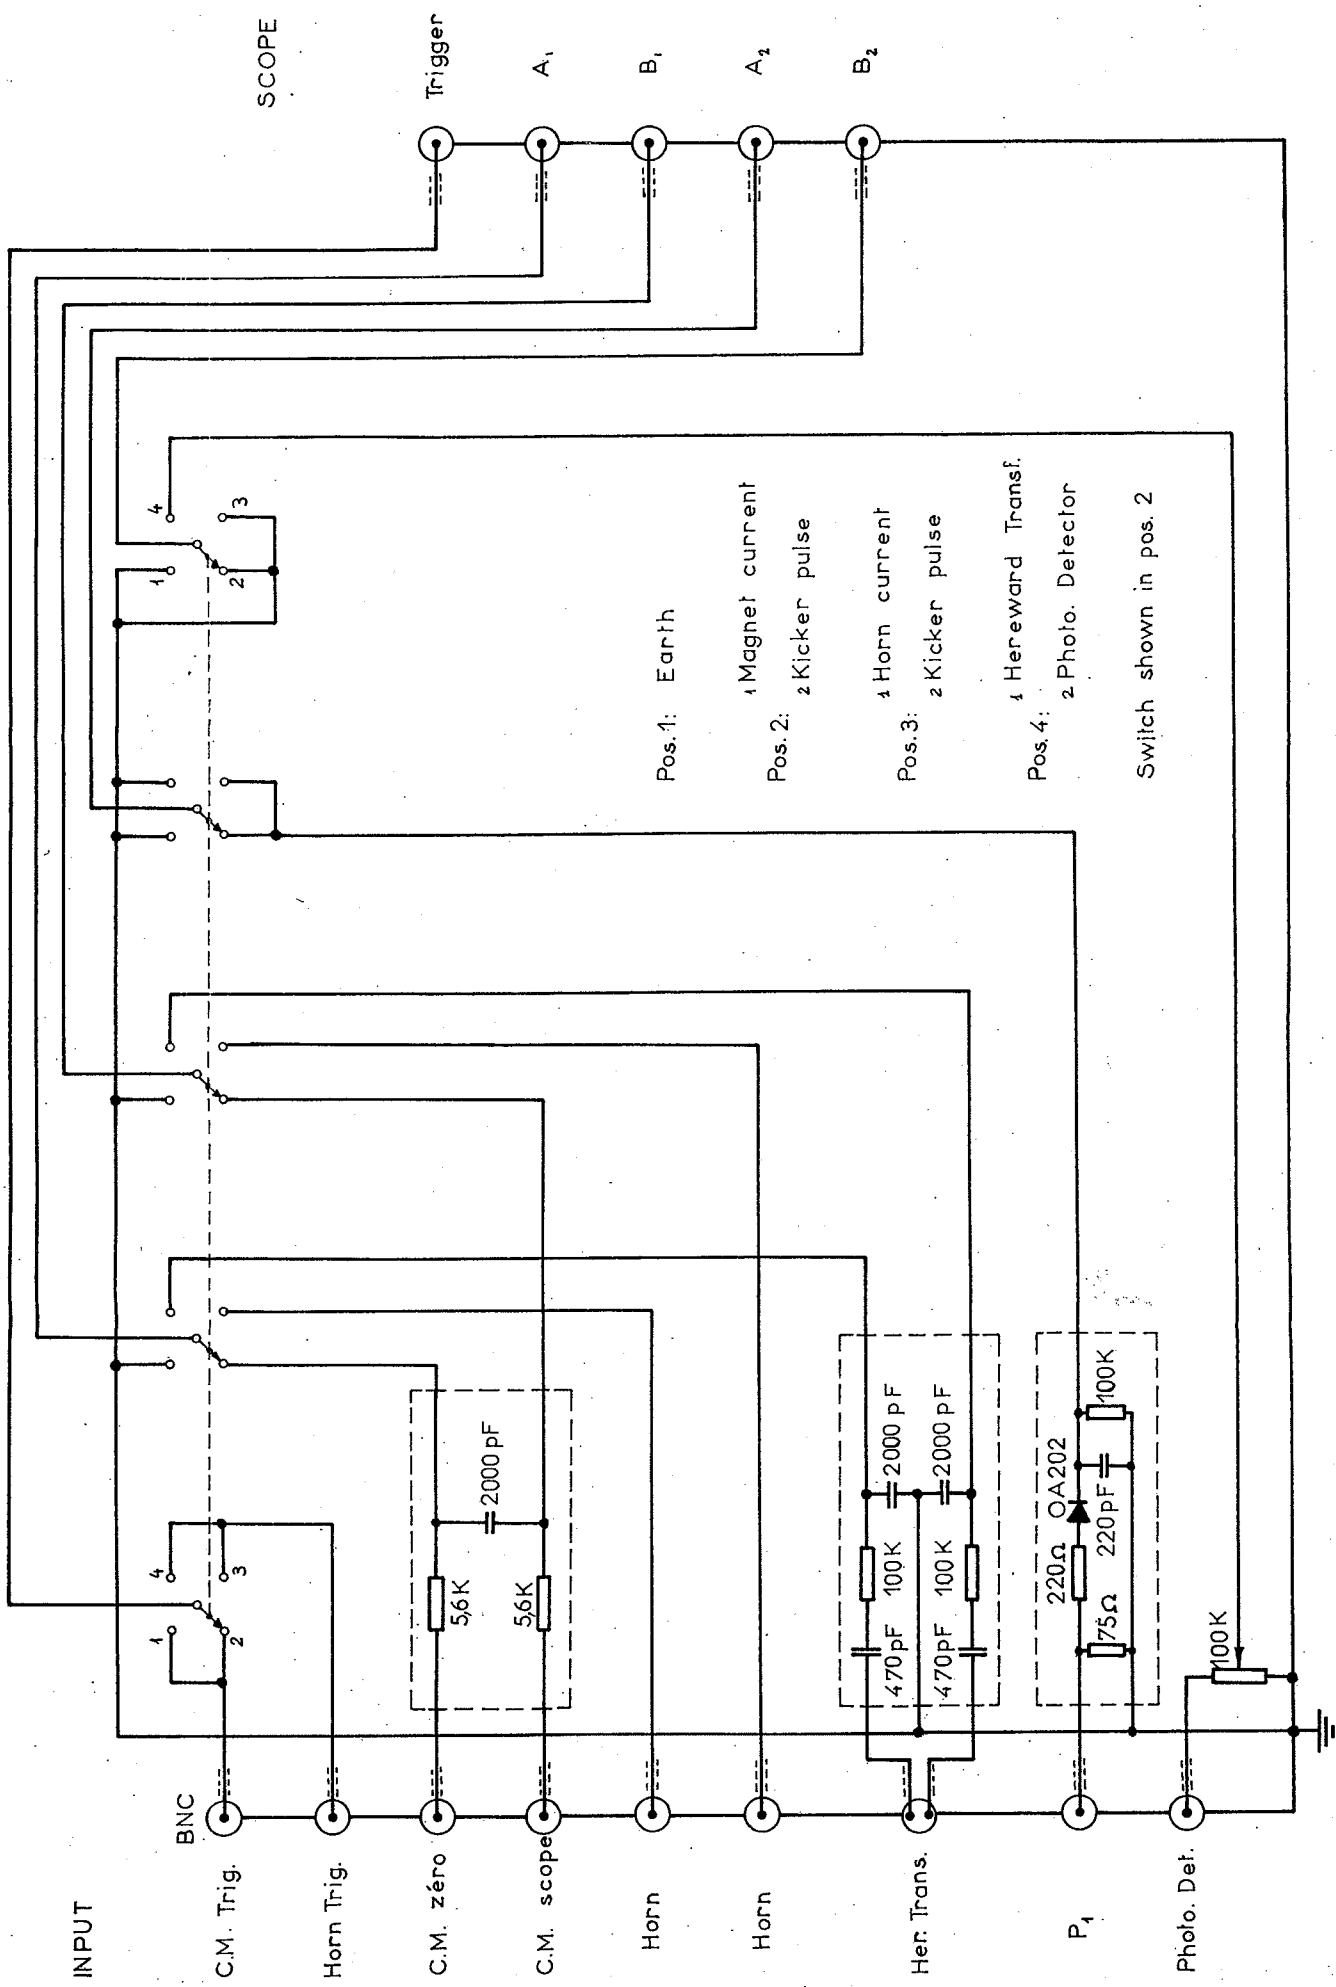 INPUT
BNC
C.M. Trig.
Horn Trig.
C.M. zéro
C.M. scope
Horn
Horn
Her. Trans.
P1
Photo. Det.
1
4
2
3
5,6K
5,6K
2000 pF
470pF
100K
2000 pF
470pF
100K
2000 pF
220Ω
OA202
75Ω
220pF
100K
100K
1
4
2
3
Pos. 1: Earth
1 Magnet current
Pos. 2:
2 Kicker pulse
1 Horn current
Pos. 3:
2 Kicker pulse
1 Hereward Transf.
Pos. 4:
2 Photo. Detector
Switch shown in pos. 2
SCOPE
Trigger
A1
B1
A2
B2